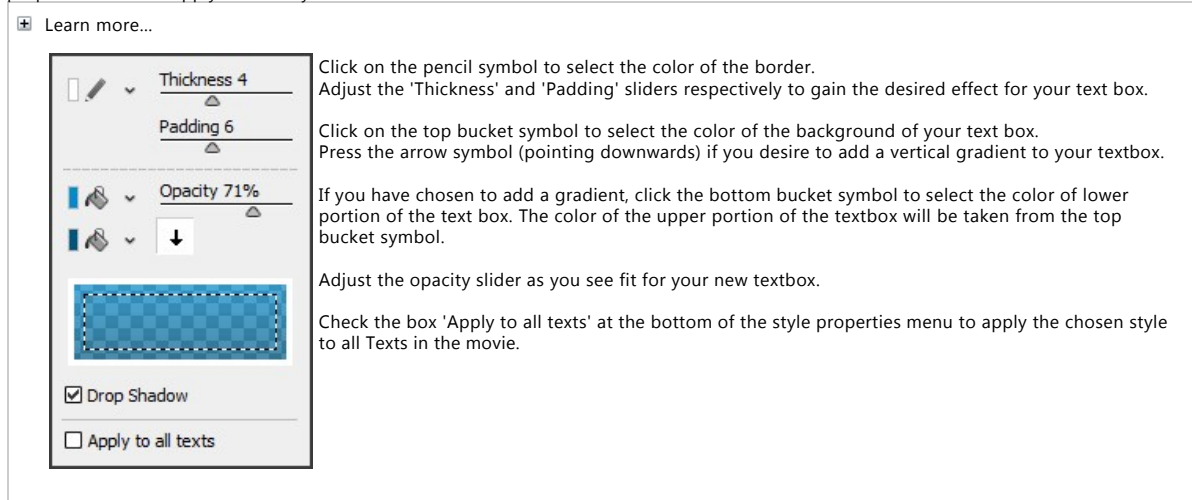 Learn more...
Thickness 4
Padding 6
Opacity 71%
Drop Shadow
Apply to all texts
Click on the pencil symbol to select the color of the border.
Adjust the 'Thickness' and 'Padding' sliders respectively to gain the desired effect for your text box.
Click on the top bucket symbol to select the color of the background of your text box.
Press the arrow symbol (pointing downwards) if you desire to add a vertical gradient to your textbox.
If you have chosen to add a gradient, click the bottom bucket symbol to select the color of lower
portion of the text box. The color of the upper portion of the textbox will be taken from the top
bucket symbol.
Adjust the opacity slider as you see fit for your new textbox.
Check the box 'Apply to all texts' at the bottom of the style properties menu to apply the chosen style
to all Texts in the movie.